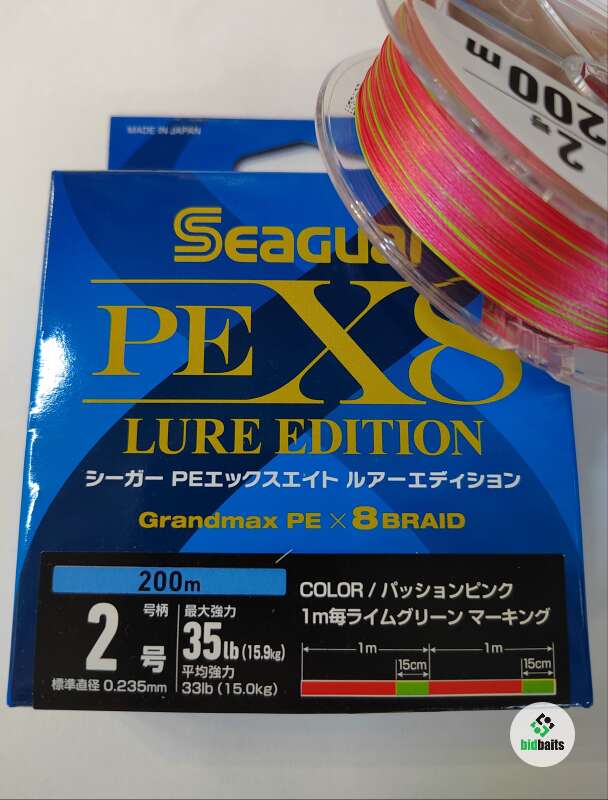 MADE IN JAPAN
200m
2号
Seaguar
PE X8
LURE EDITION
シーガー PEエックスエイト ルアーエディション
Grandmax PE × 8 BRAID
200m
号柄
2号
標準直径 0.235mm
最大強力
35lb (15.9kg)
平均強力
33lb (15.0kg)
COLOR / パッションピンク
1m毎ライムグリーン マーキング
1m 1m
15cm 15cm
bidbaits